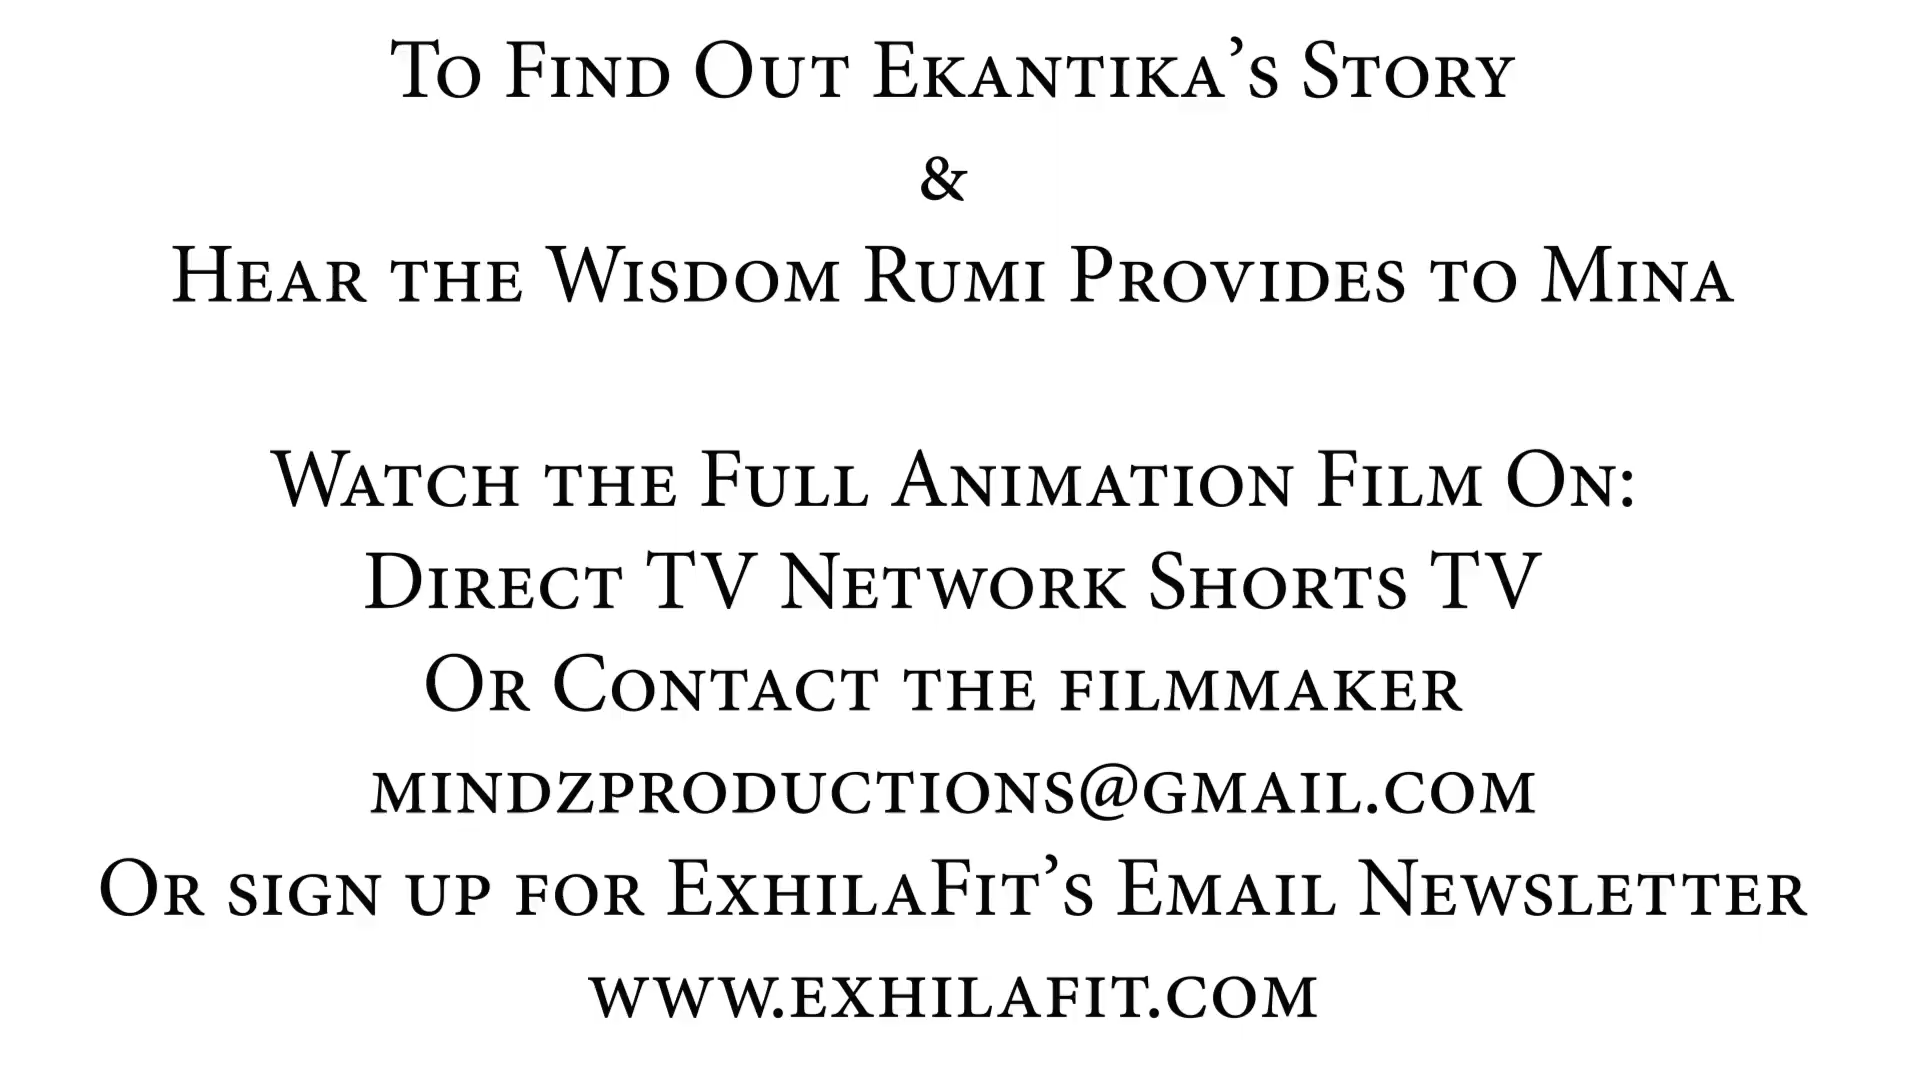 To Find Out Ekantika’s Story
&
Hear the Wisdom Rumi Provides to Mina
Watch the Full Animation Film On:
Direct TV Network Shorts TV
Or Contact the filmmaker
mindzproductions@gmail.com
Or sign up for ExhilaFit’s Email Newsletter
www.exhilafit.com